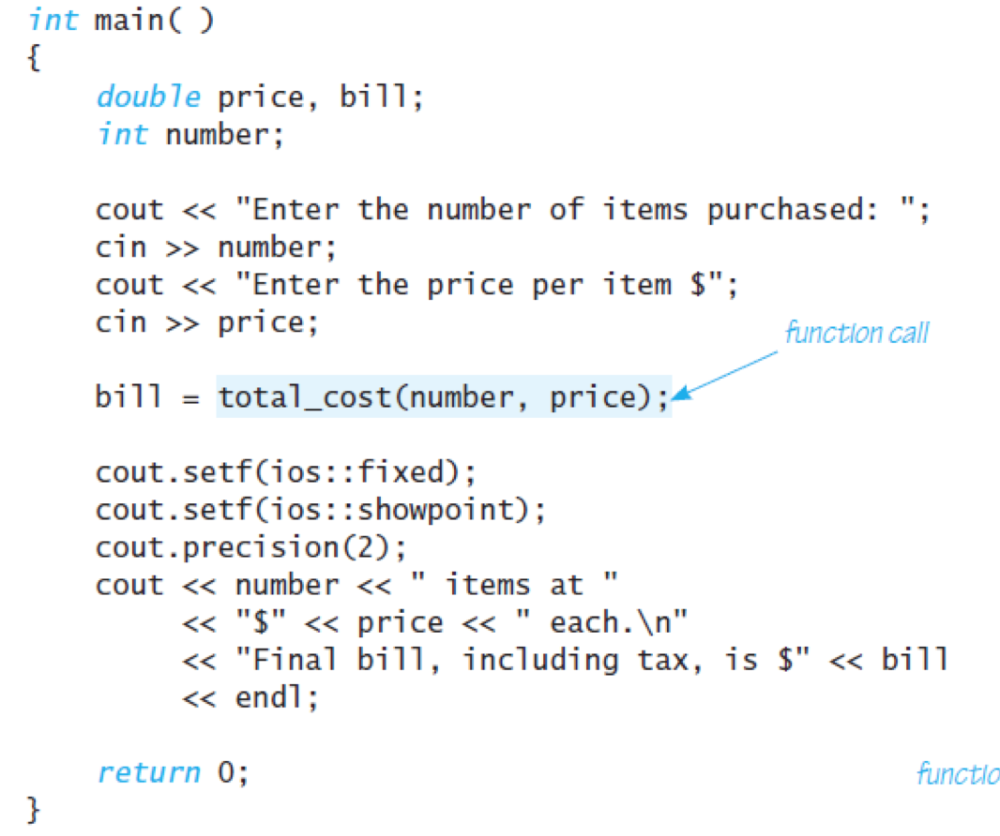 int main( )
{
double price, bill;
int number;
cout << "Enter the number of items purchased: ";
cin >> number;
cout << "Enter the price per item $";
cin >> price;
function call
bill = total_cost(number, price);
cout.setf(ios::fixed);
cout.setf(ios::showpoint);
cout.precision(2);
cout << number << " items at "
<< "$" << price << " each.\n"
<< "Final bill, including tax, is $" << bill
<< endl;
return 0;
functio
}